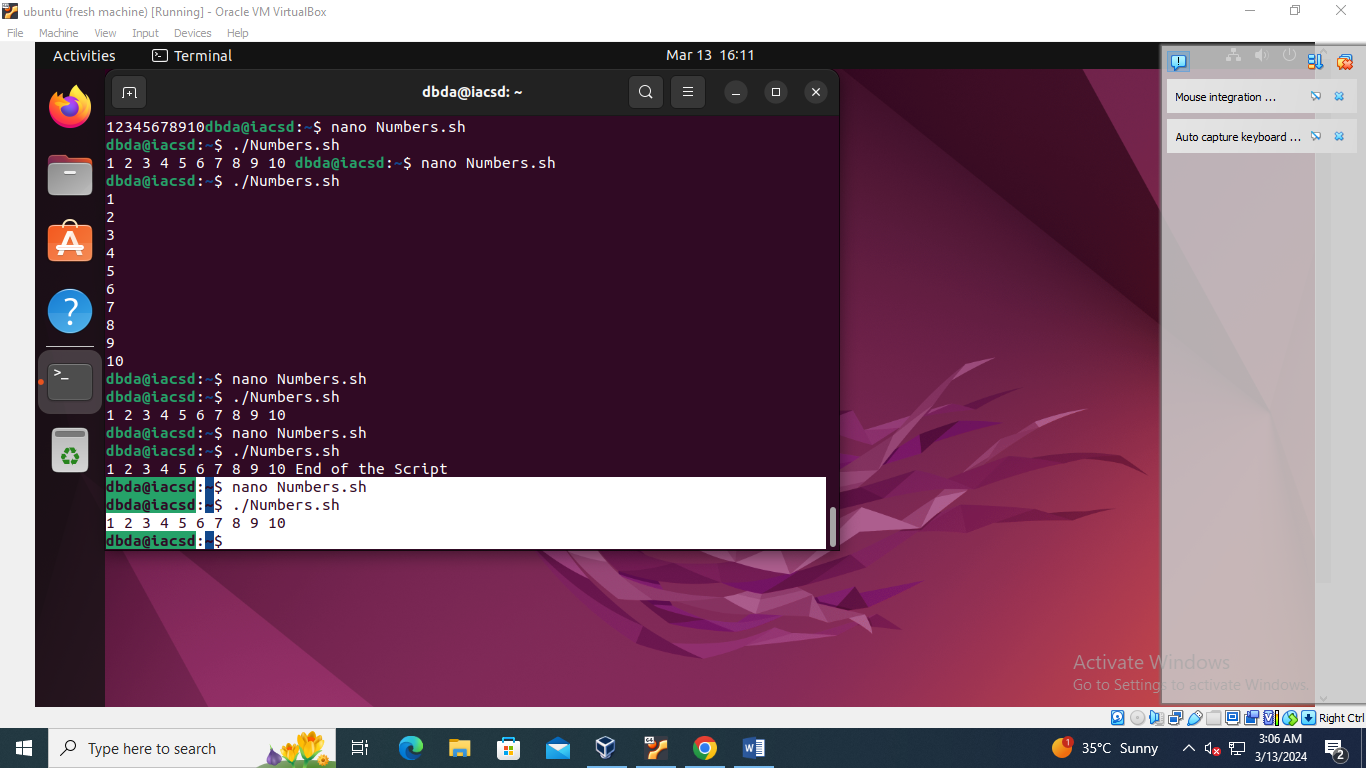 ubuntu (fresh machine) [Running] - Oracle VM VirtualBox
File Machine View Input Devices Help
Activities Terminal Mar 13 16:11
dbda@iacsd: ~
12345678910dbda@iacsd:~$ nano Numbers.sh
dbda@iacsd:~$ ./Numbers.sh
1 2 3 4 5 6 7 8 9 10 dbda@iacsd:~$ nano Numbers.sh
dbda@iacsd:~$ ./Numbers.sh
1
2
3
4
5
6
7
8
9
10
dbda@iacsd:~$ nano Numbers.sh
dbda@iacsd:~$ ./Numbers.sh
1 2 3 4 5 6 7 8 9 10
dbda@iacsd:~$ nano Numbers.sh
dbda@iacsd:~$ ./Numbers.sh
1 2 3 4 5 6 7 8 9 10 End of the Script
dbda@iacsd:~$ nano Numbers.sh
dbda@iacsd:~$ ./Numbers.sh
1 2 3 4 5 6 7 8 9 10
dbda@iacsd:~$
Mouse integration ...
Auto capture keyboard ...
Activate Windows
Go to Settings to activate Windows.
Right Ctrl
Type here to search
1
35°C Sunny
3:06 AM
3/13/2024
2